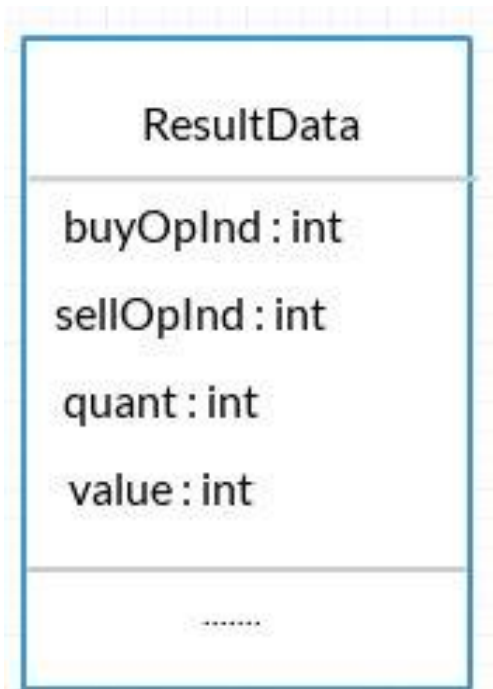 ResultData
buyOpInd : int
sellOpInd : int
quant : int
value : int
.......